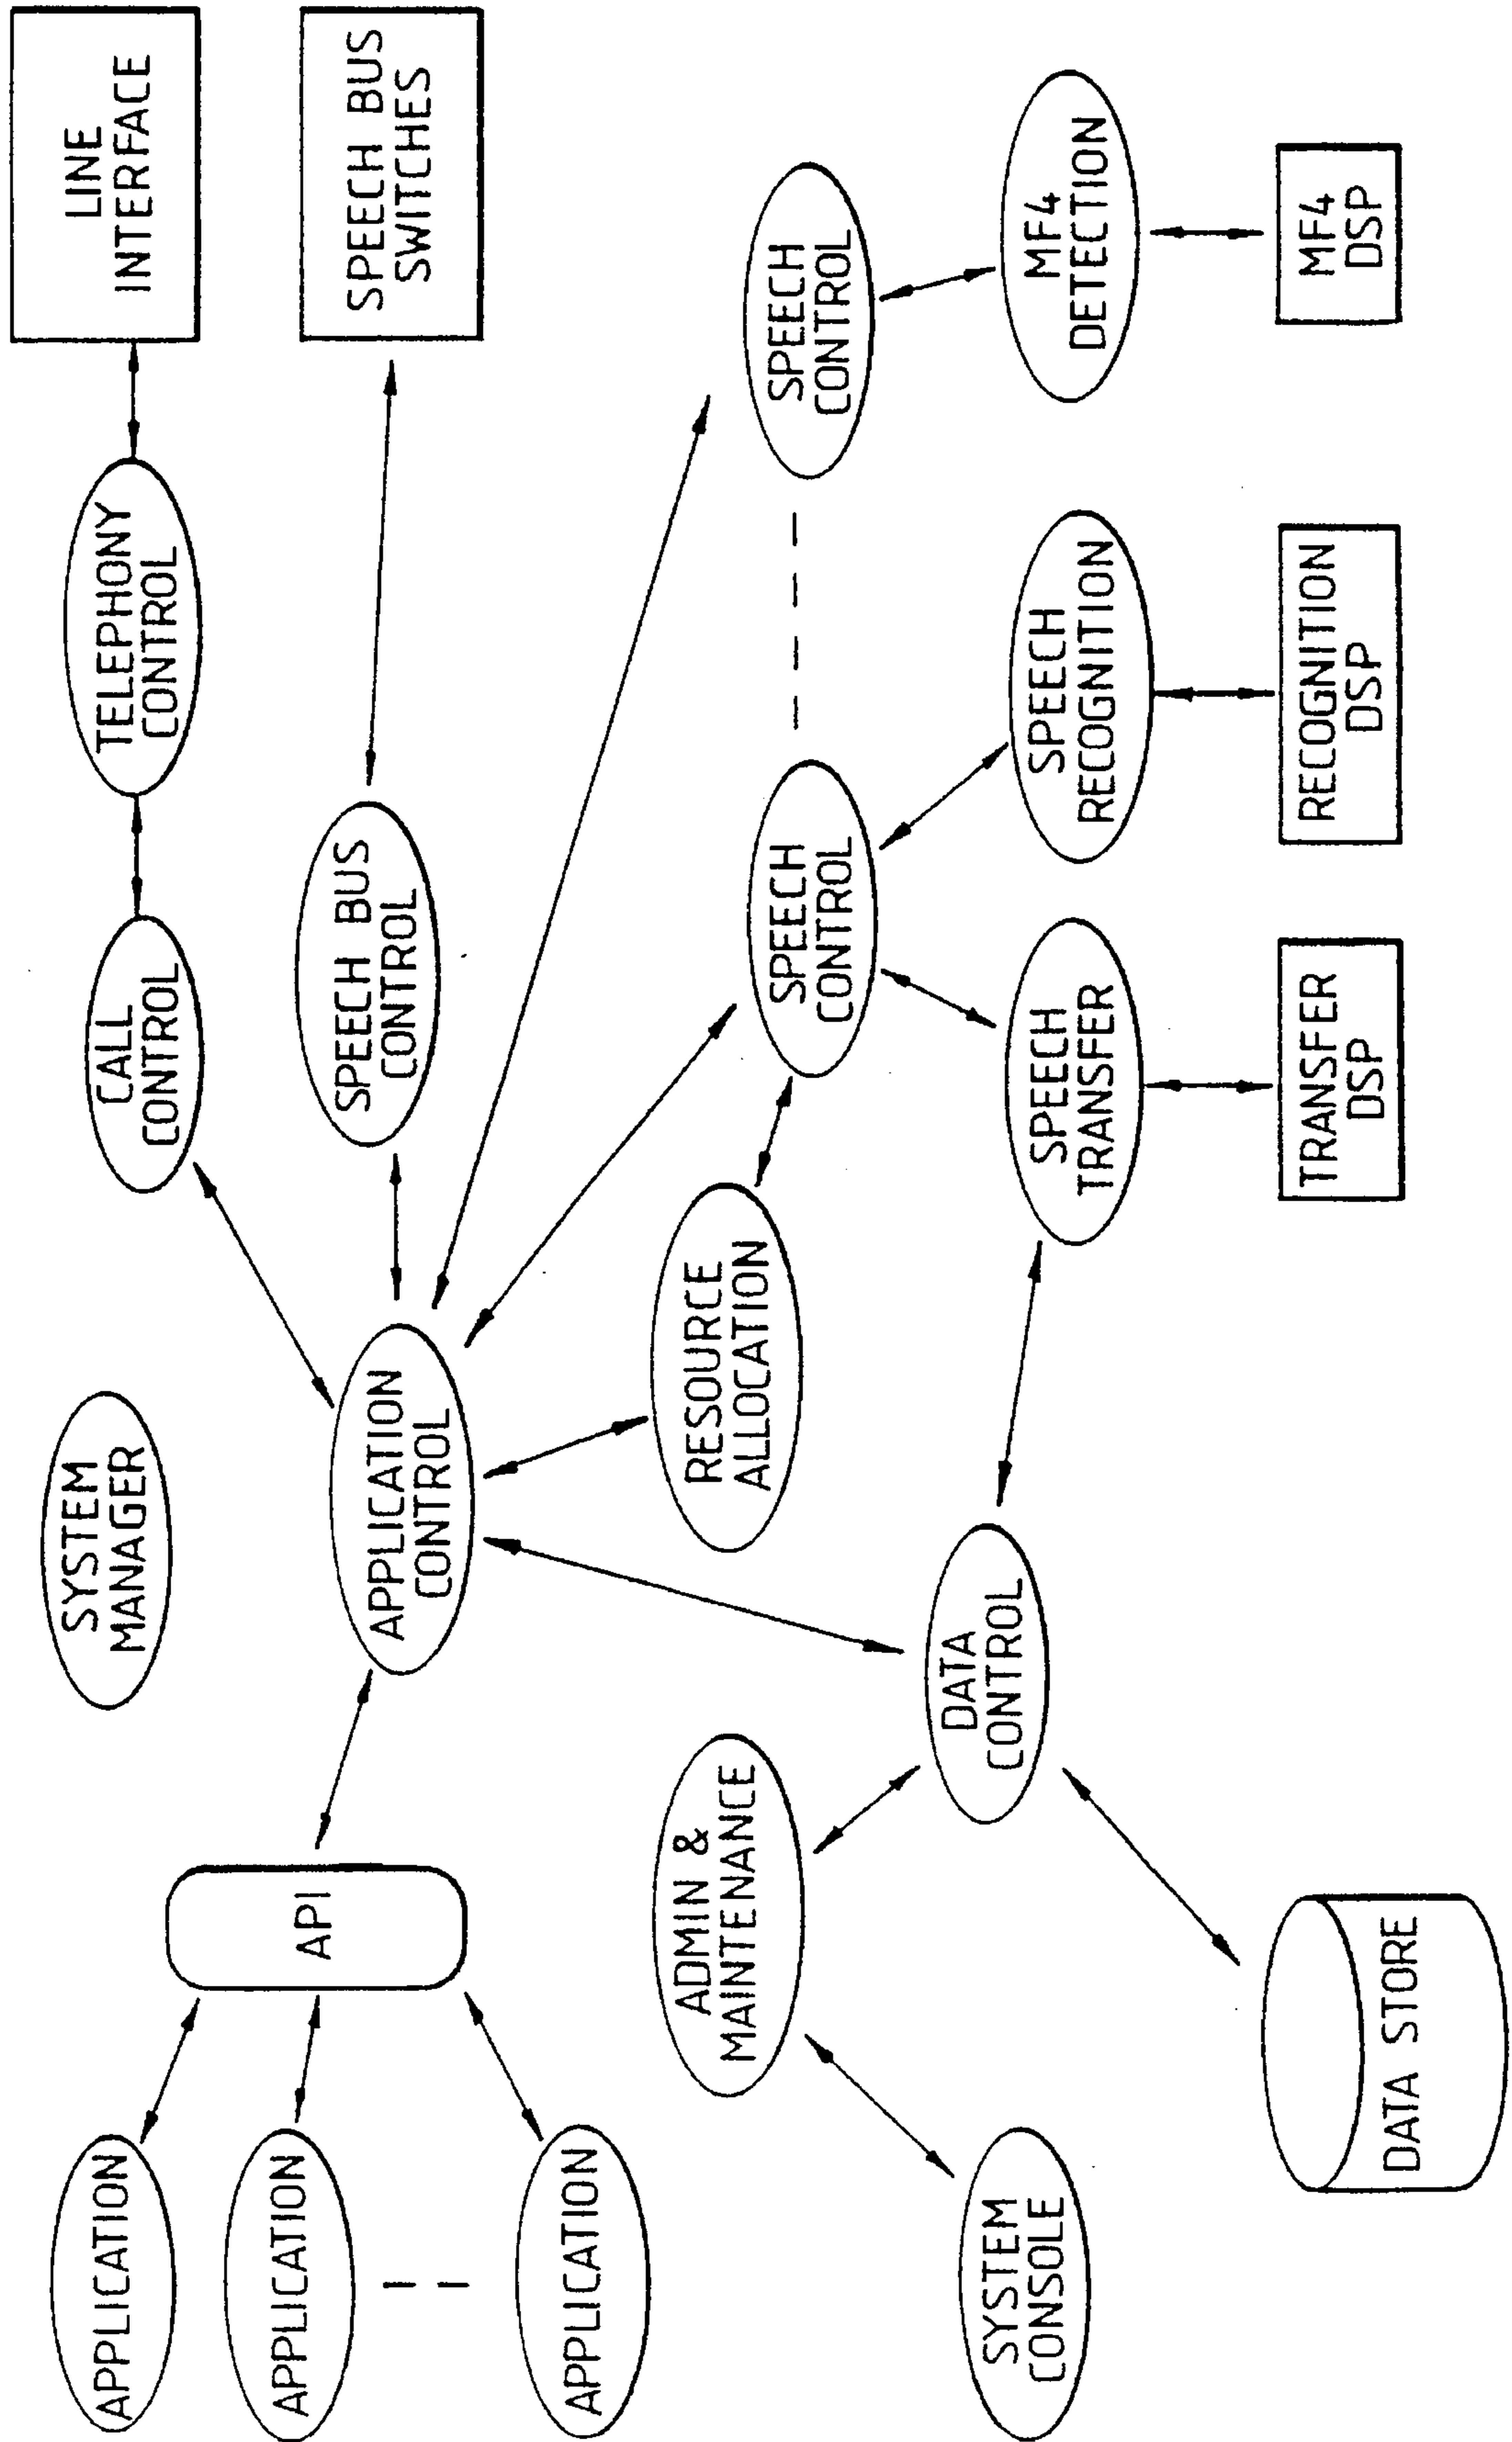 APPLICATION
APPLICATION
APPLICATION
API
SYSTEM
MANAGER
APPLICATION
CONTROL
CALL
CONTROL
TELEPHONY
CONTROL
LINE
INTERFACE
SPEECH BUS
CONTROL
SPEECH BUS
SWITCHES
ADMIN &
MAINTENANCE
RESOURCE
ALLOCATION
SPEECH
CONTROL
SPEECH
CONTROL
SYSTEM
CONSOLE
DATA
CONTROL
SPEECH
TRANSFER
SPEECH
RECOGNITION
MF4
DETECTION
DATA STORE
TRANSFER
DSP
RECOGNITION
DSP
MF4
DSP